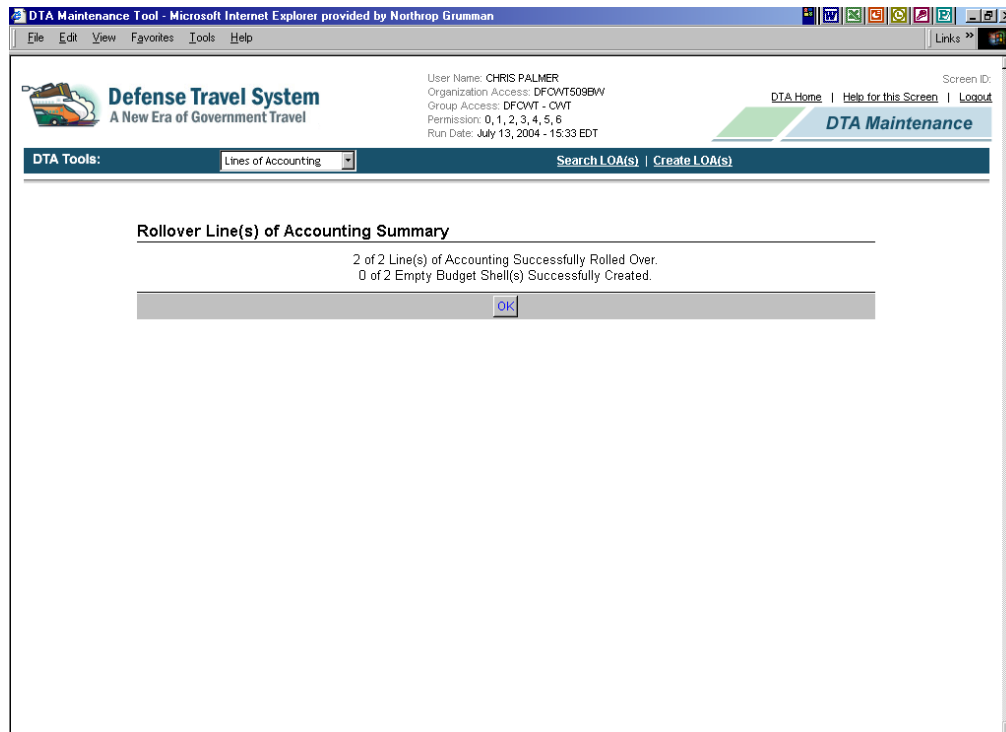 DTA Maintenance Tool - Microsoft Internet Explorer provided by Northrop Grumman
File Edit View Favorites Tools Help Links »
Defense Travel System
A New Era of Government Travel
User Name: CHRIS PALMER
Organization Access: DFCWT509BW
Group Access: DFCWT - CWT
Permission: 0, 1, 2, 3, 4, 5, 6
Run Date: July 13, 2004 - 15:33 EDT
Screen ID:
DTA Home | Help for this Screen | Logout
DTA Maintenance
DTA Tools: Lines of Accounting Search LOA(s) | Create LOA(s)
Rollover Line(s) of Accounting Summary
2 of 2 Line(s) of Accounting Successfully Rolled Over.
0 of 2 Empty Budget Shell(s) Successfully Created.
OK